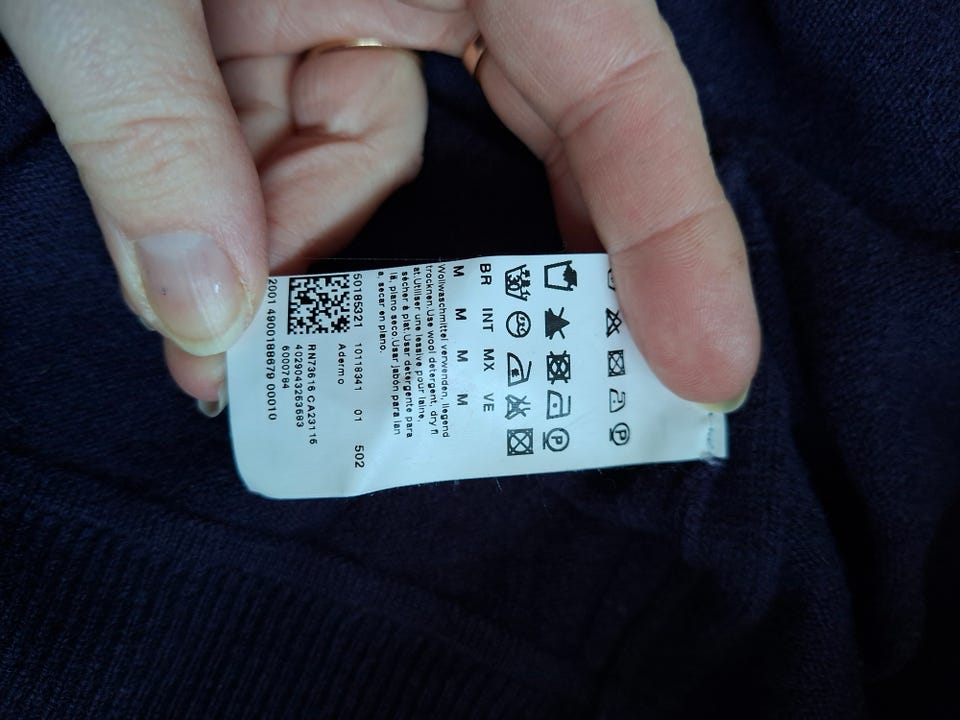 P
P
BR INT MX VE
M M M M
Wollwaschmittel verwenden, liegend
trocknen.Use wool detergent, dry fl
at.Utiliser une lessive pour laine,
sécher à plat.Usar detergente para
lã, plano seco.Usar jabón para lan
a, secar en plano.
50185321 10118341 01 502
Adermo
RN73616 CA23116
4029043263683
6000784
2001 4900188679 00010